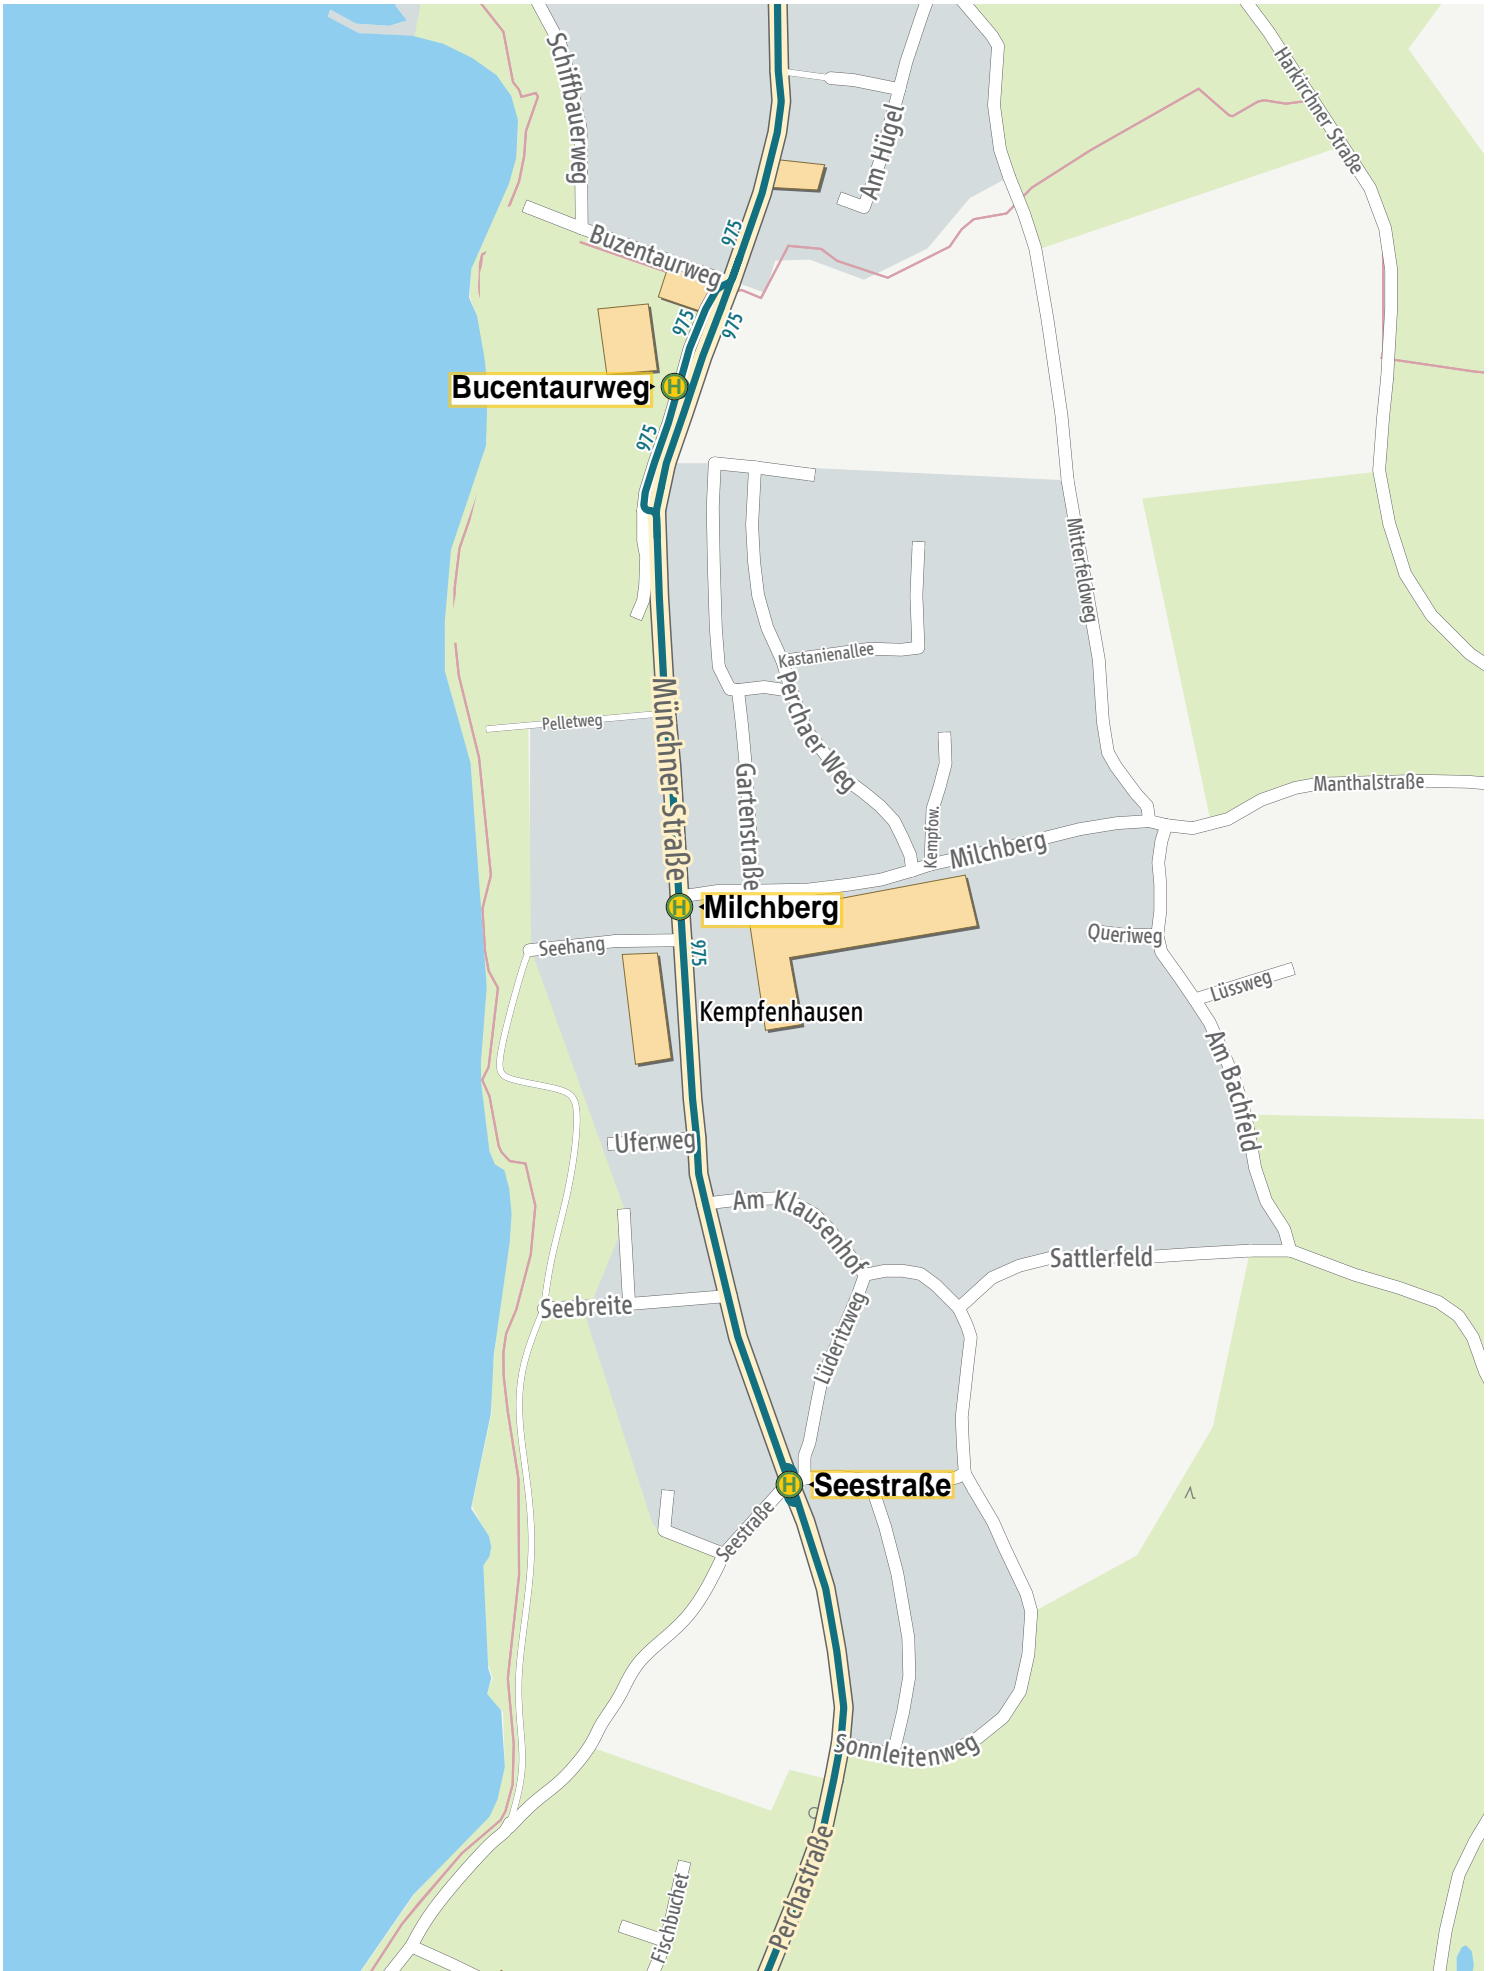 Schiffbauerweg
Harkirchner Straße
Am Hügel
975
Buzentaurweg
975
975
Bucentaurweg
H
975
Mitterfeldweg
Kastanienallee
Perchaer Weg
Pelletweg
Münchner Straße
Gartenstraße
Manthalstraße
Kempfow.
Milchberg
H
Milchberg
Queriweg
Seehang
975
Lüssweg
Kempfenhausen
Am Bachfeld
Uferweg
Am Klausenhof
Sattlerfeld
Seebreite
Lüderitzweg
H
Seestraße
Seestraße
Sonnleitenweg
Perchastraße
Fischbuchet